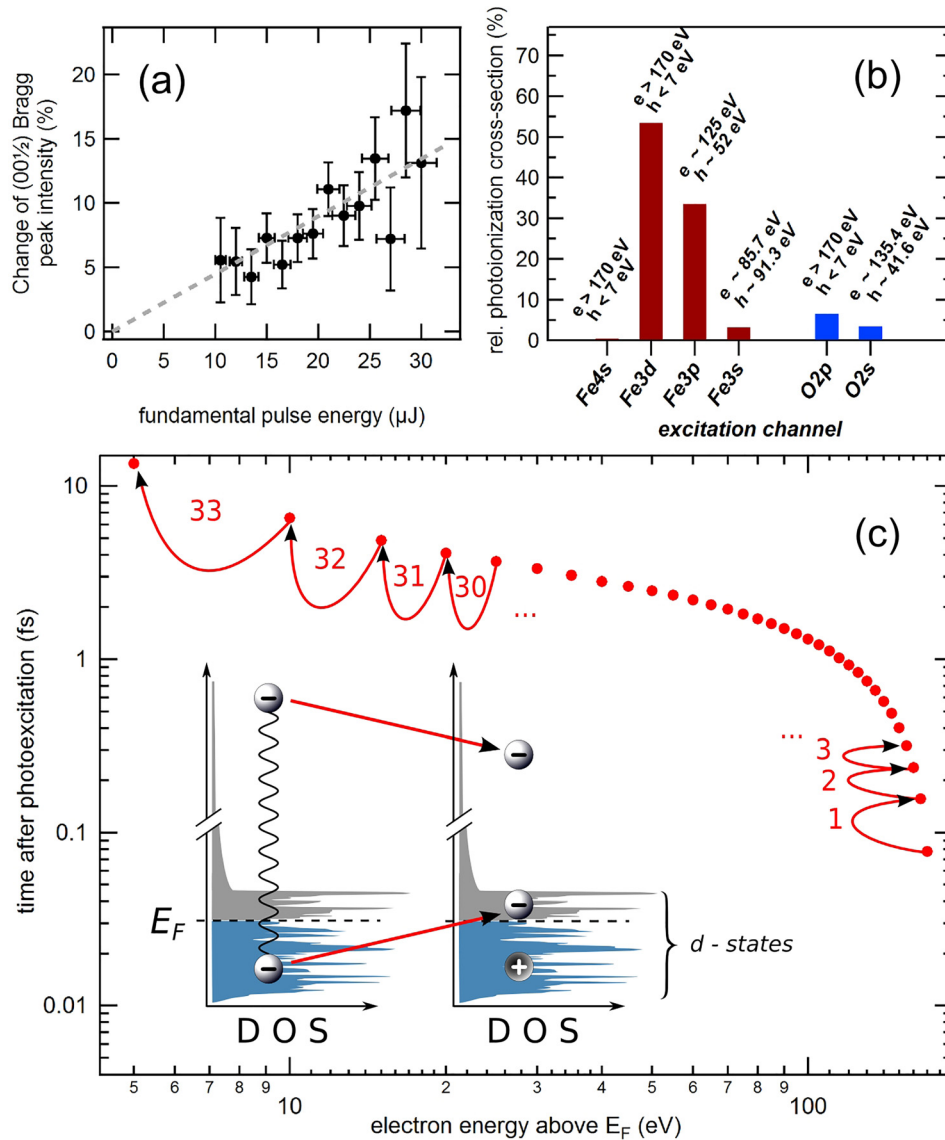 (a)
Change of (00½) Bragg
peak intensity (%)
20
15
10
5
0
0
5
10
15
20
25
30
fundamental pulse energy (µJ)
(b)
rel. photoionization cross-section (%)
70
60
50
40
30
20
10
0
e > 170 eV
h < 7 eV
e > 170 eV
h < 7 eV
e ~ 125 eV
h ~ 52 eV
e ~ 85.7 eV
h ~ 91.3 eV
e > 170 eV
h < 7 eV
e ~ 135.4 eV
h ~ 41.6 eV
Fe4s
Fe3d
Fe3p
Fe3s
O2p
O2s
excitation channel
(c)
time after photoexcitation (fs)
10
1
0.1
0.01
33
32
31
30
...
...
3
2
1
E_F
D O S
D O S
d - states
5
6
7
8
9
10
2
3
4
5
6
7
8
9
100
electron energy above E_F (eV)